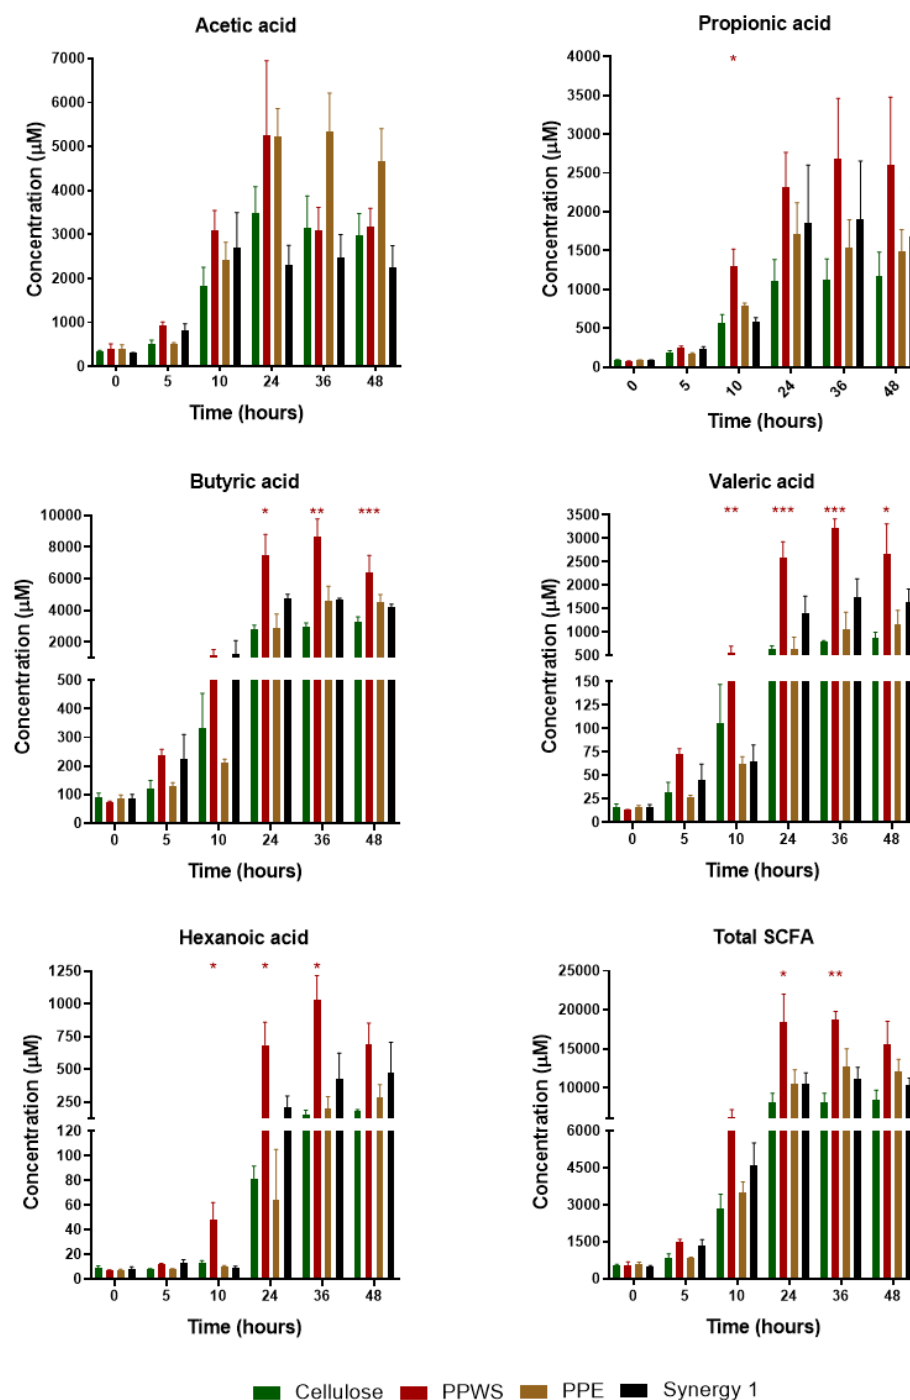 Acetic acid
Concentration (µM)
7000
6000
5000
4000
3000
2000
1000
0
0 5 10 24 36 48
Time (hours)
Propionic acid
Concentration (µM)
*
4000
3500
3000
2500
2000
1500
1000
500
0
0 5 10 24 36 48
Time (hours)
Butyric acid
Concentration (µM)
* ** ***
10000
8000
6000
4000
2000
500
400
300
200
100
0
0 5 10 24 36 48
Time (hours)
Valeric acid
Concentration (µM)
** *** *** *
3500
3000
2500
2000
1500
1000
500
150
125
100
75
50
25
0
0 5 10 24 36 48
Time (hours)
Hexanoic acid
Concentration (µM)
* * *
1250
1000
750
500
250
120
100
80
60
40
20
0
0 5 10 24 36 48
Time (hours)
Total SCFA
Concentration (µM)
* **
25000
20000
15000
10000
6000
4500
3000
1500
0
0 5 10 24 36 48
Time (hours)
Cellulose PPWS PPE Synergy 1